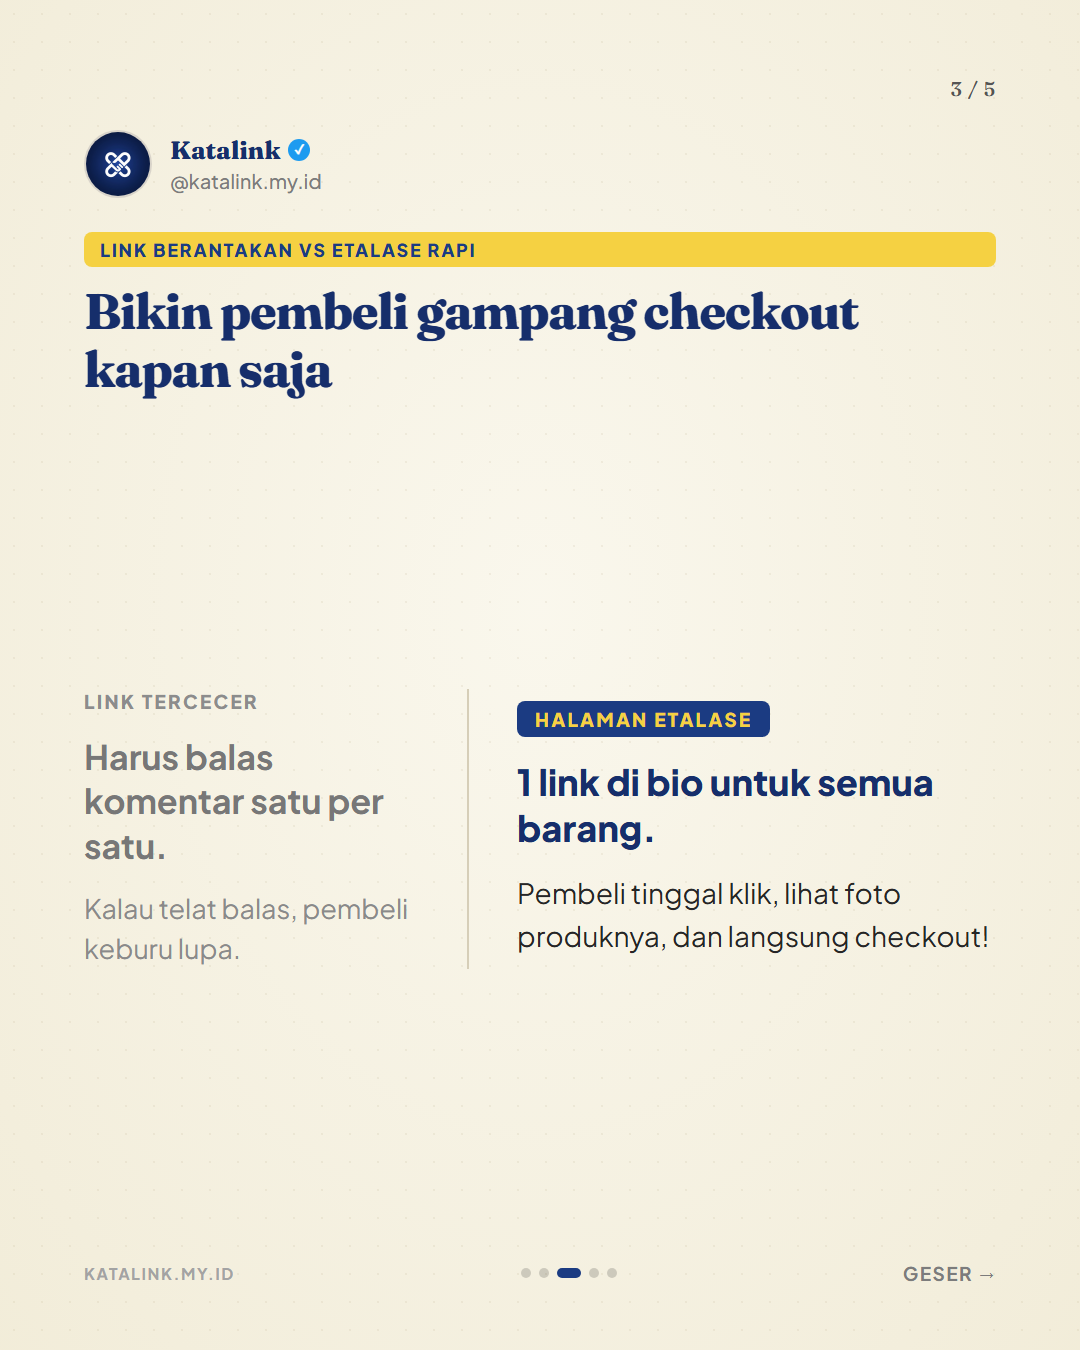 3 / 5
Katalink
@katalink.my.id
LINK BERANTAKAN VS ETALASE RAPI
Bikin pembeli gampang checkout
kapan saja
LINK TERCECER
Harus balas
komentar satu per
satu.
Kalau telat balas, pembeli
keburu lupa.
HALAMAN ETALASE
1 link di bio untuk semua
barang.
Pembeli tinggal klik, lihat foto
produknya, dan langsung checkout!
KATALINK.MY.ID
GESER →